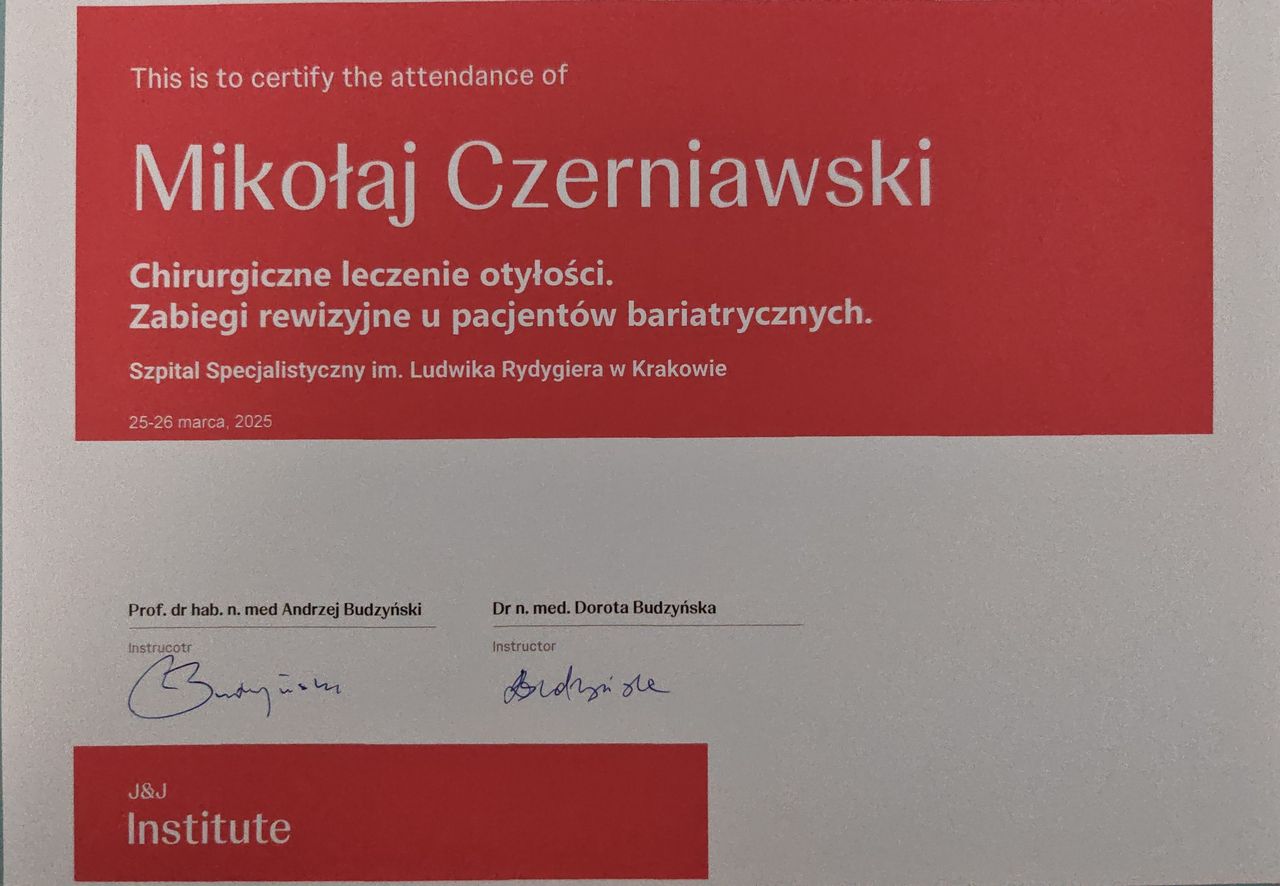 This is to certify the attendance of
Mikołaj Czerniawski
Chirurgiczne leczenie otyłości.
Zabiegi rewizyjne u pacjentów bariatrycznych.
Szpital Specjalistyczny im. Ludwika Rydygiera w Krakowie
25-26 marca, 2025
Prof. dr hab. n. med Andrzej Budzyński
Instrucotr
Budzyński
Dr n. med. Dorota Budzyńska
Instructor
Budzyńska
J&J
Institute